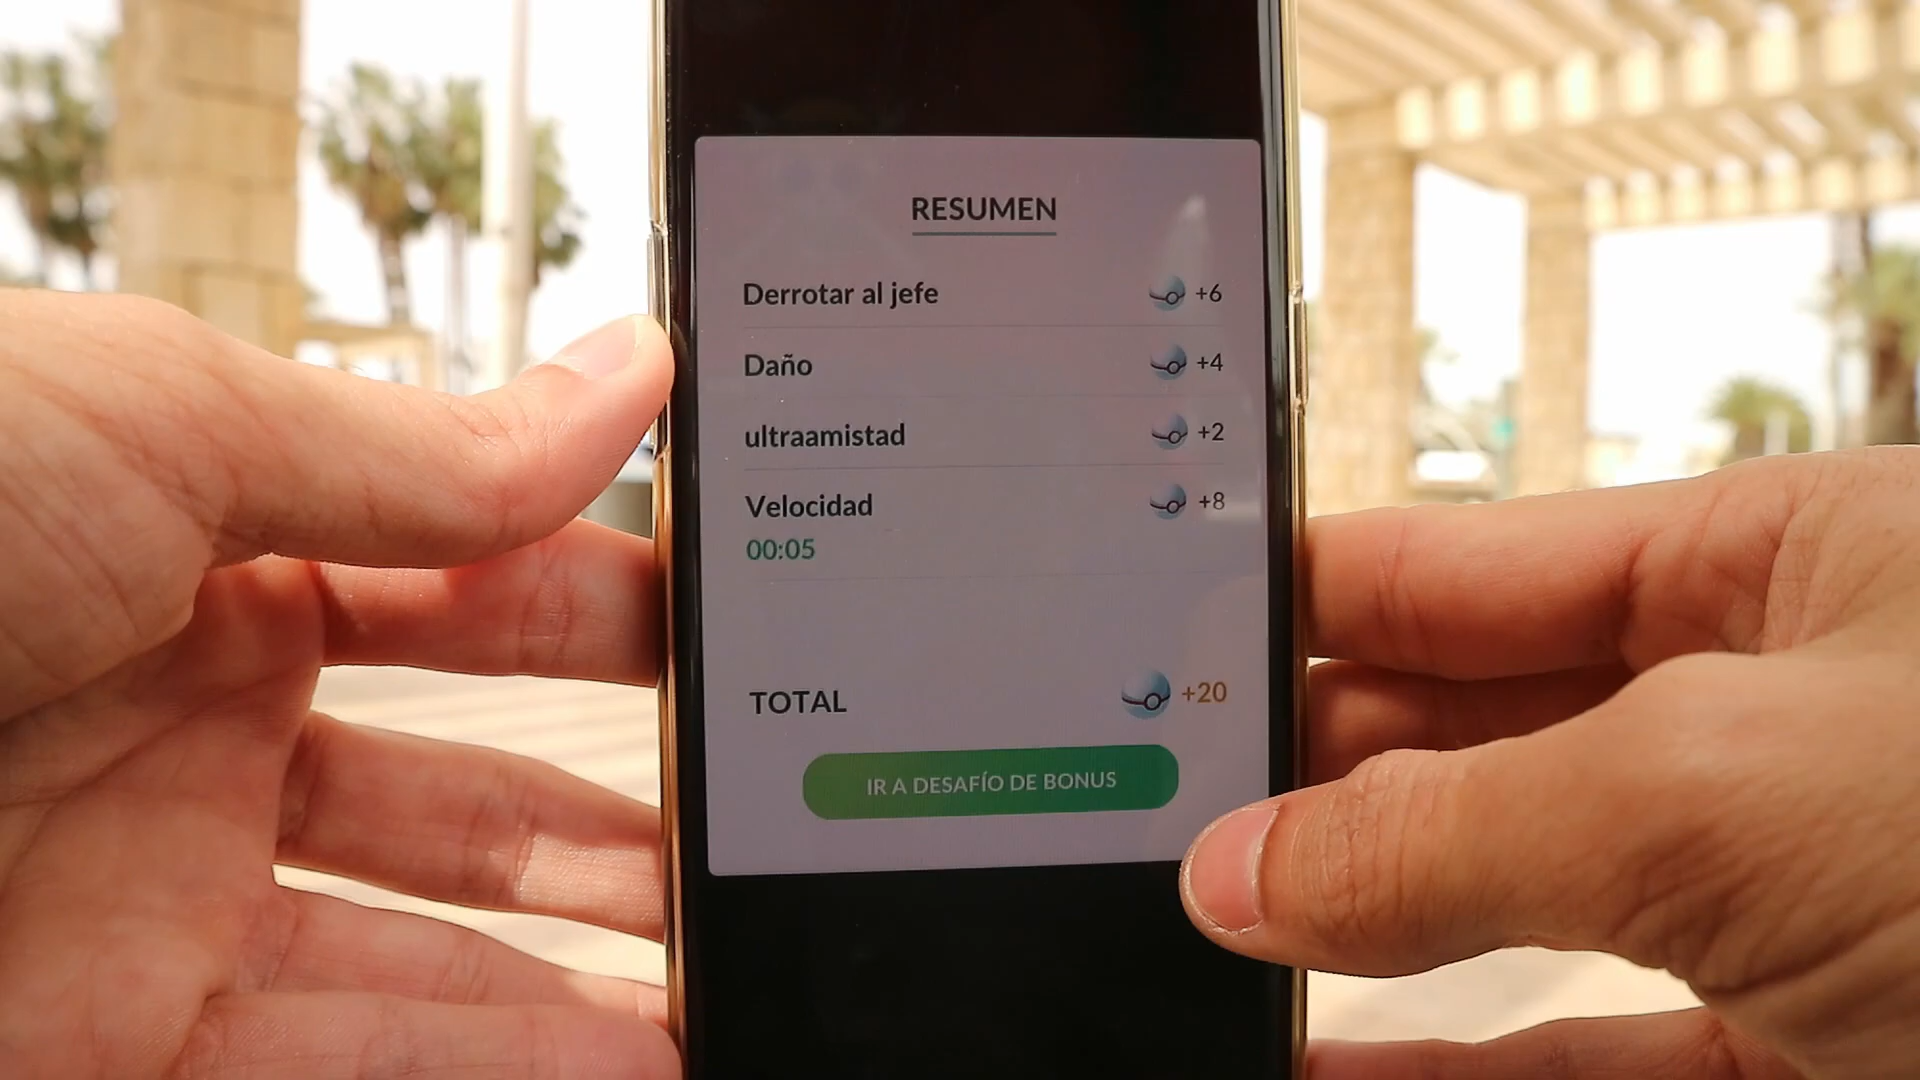 RESUMEN
Derrotar al jefe +6
Daño +4
ultraamistad +2
Velocidad +8
00:05
TOTAL +20
IR A DESAFÍO DE BONUS